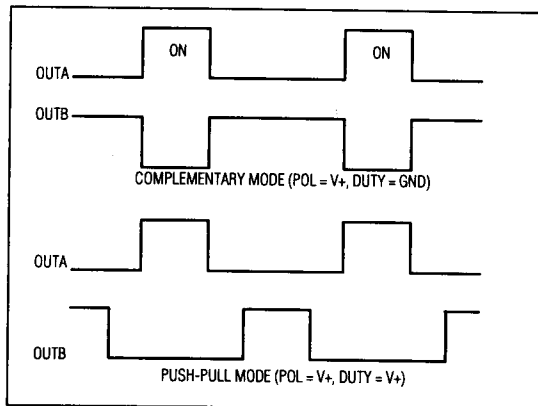 ON
ON
OUTA
OUTB
COMPLEMENTARY MODE (POL = V+, DUTY = GND)
OUTA
OUTB
PUSH-PULL MODE (POL = V+, DUTY = V+)